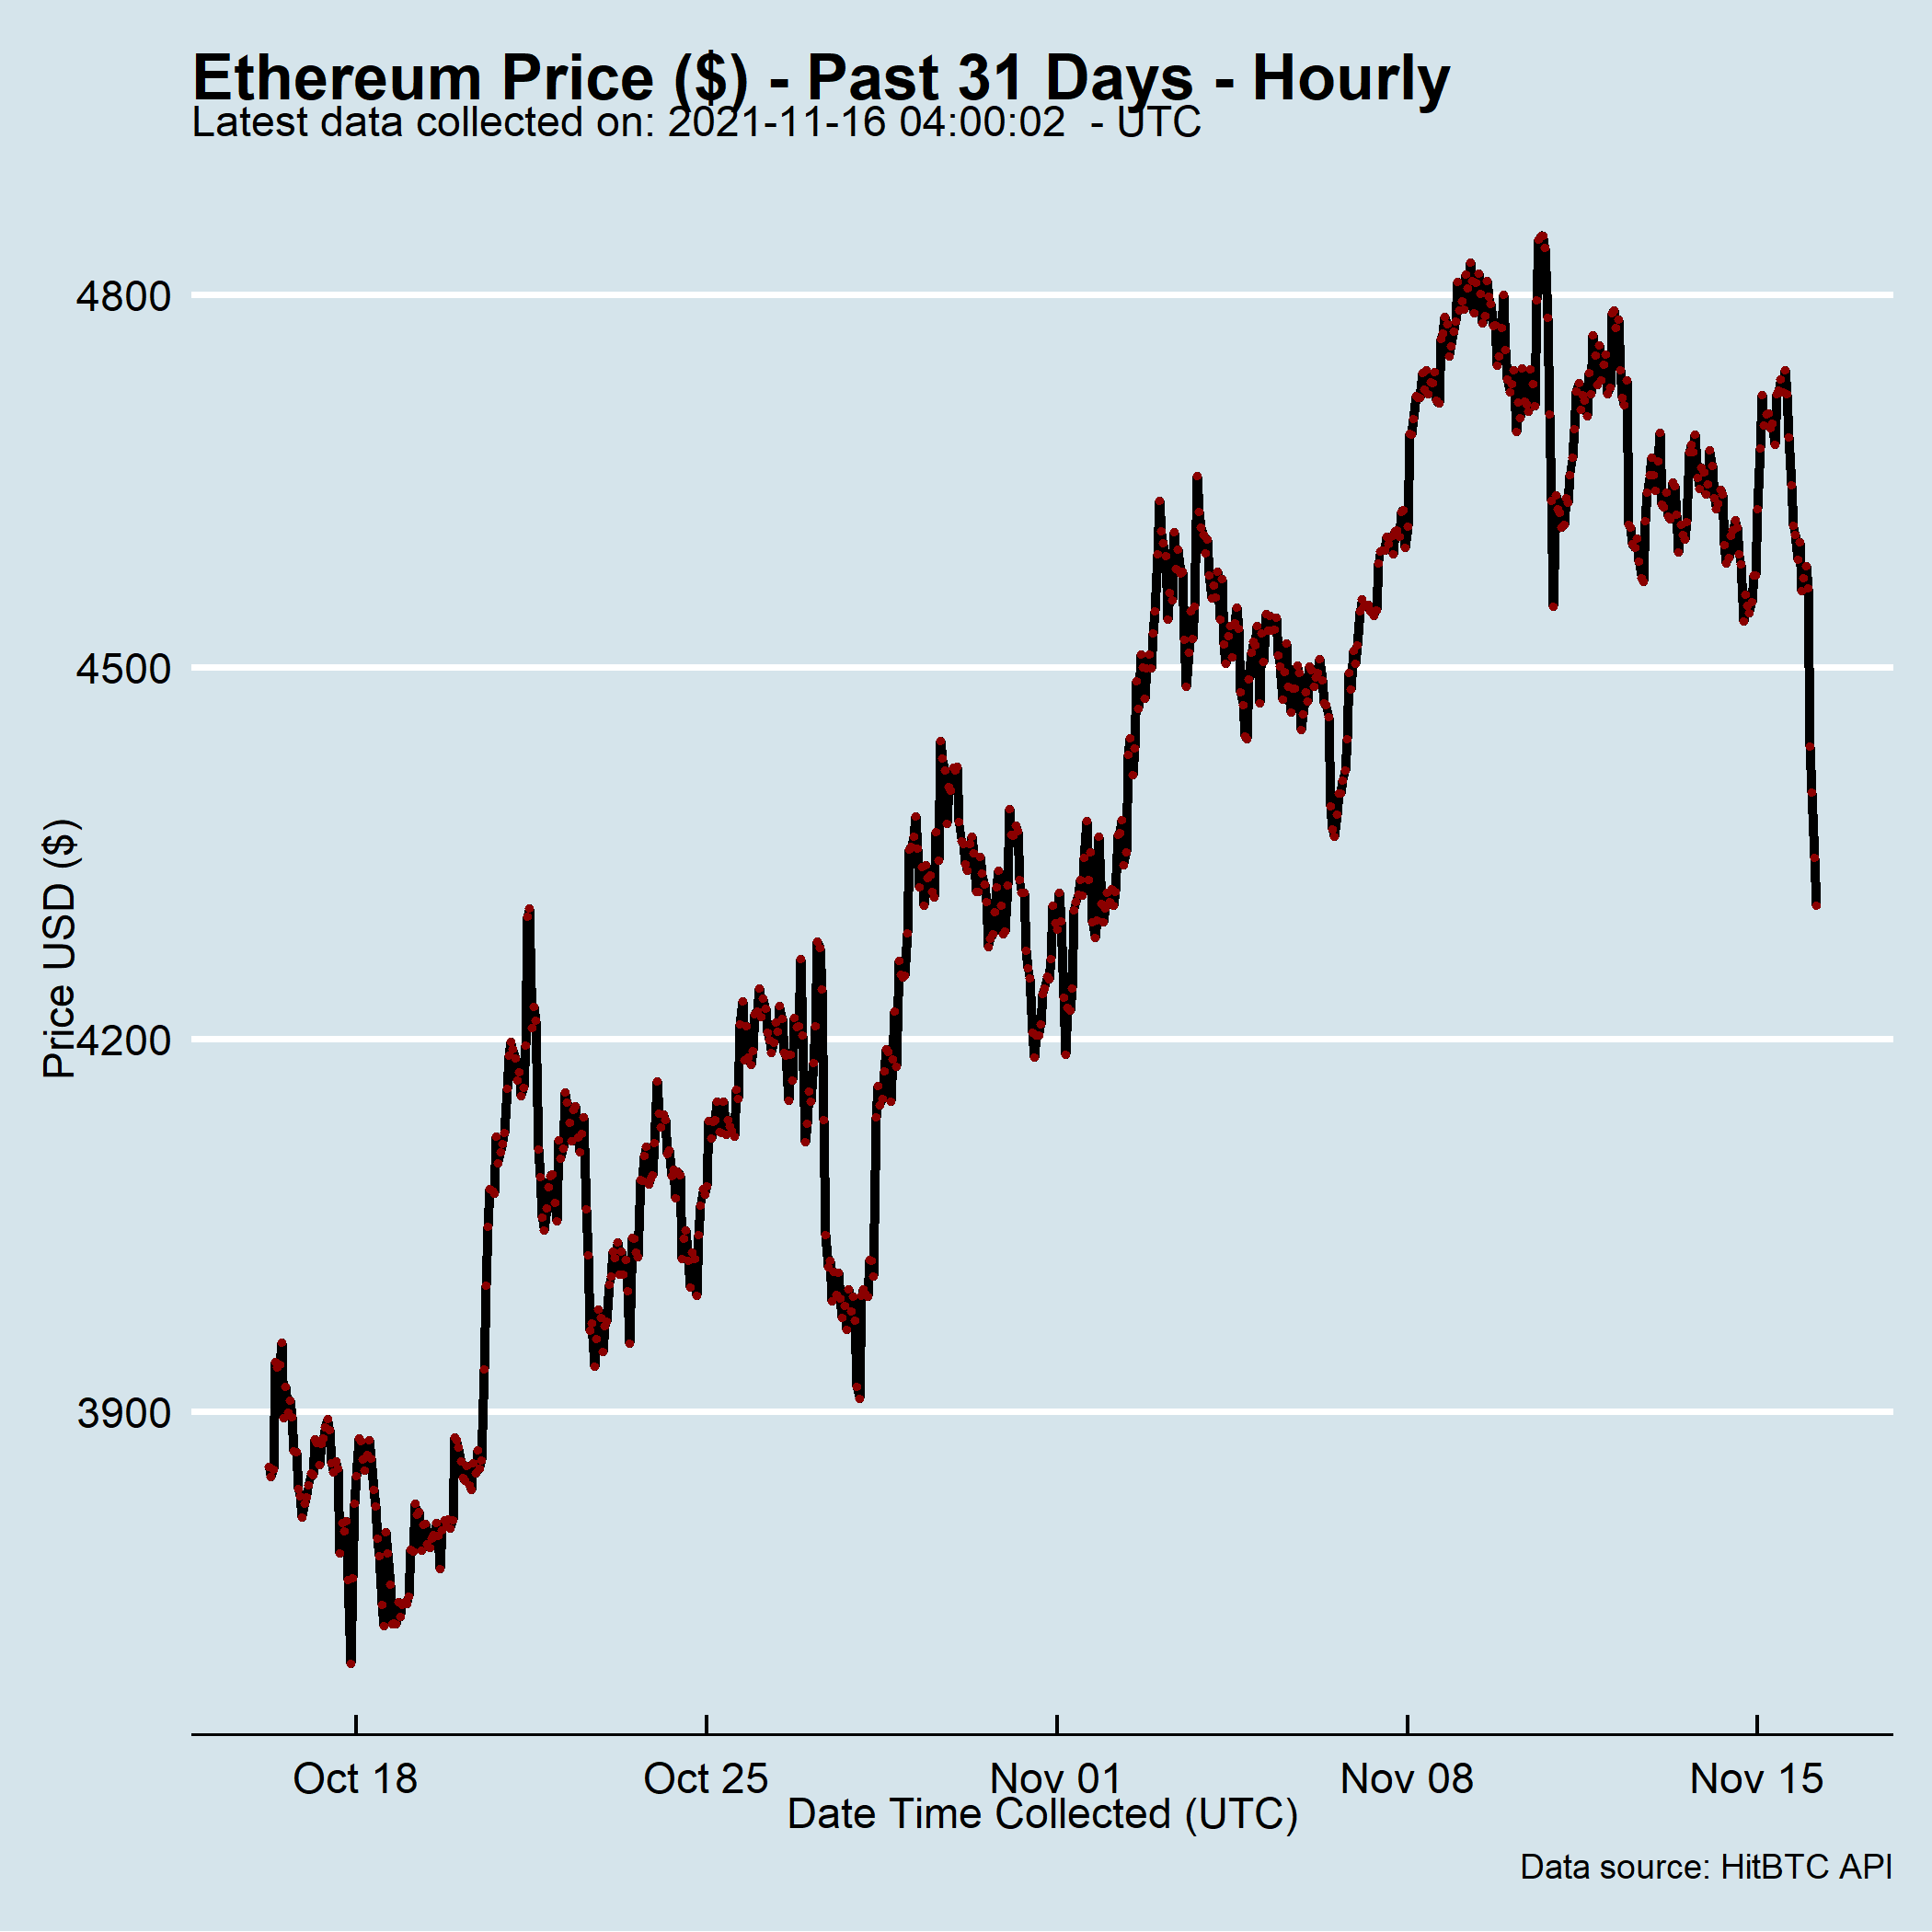 Ethereum Price ($) - Past 31 Days - Hourly
Latest data collected on: 2021-11-16 04:00:02  - UTC
Price USD ($)
4800
4500
4200
3900
Oct 18
Oct 25
Nov 01
Nov 08
Nov 15
Date Time Collected (UTC)
Data source: HitBTC API